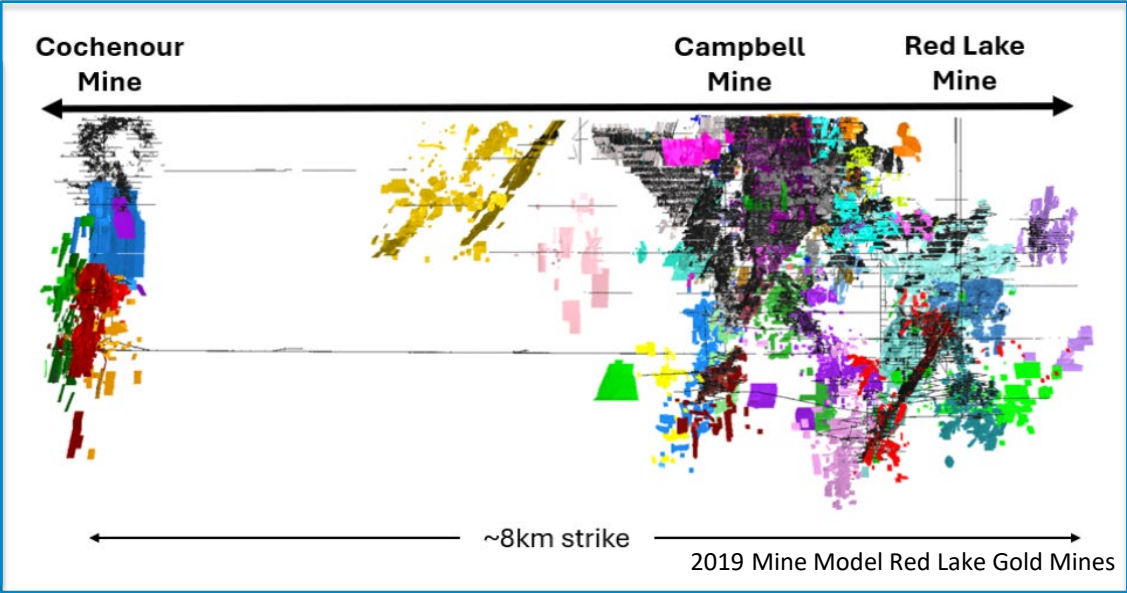 Cochenour
Mine
Campbell
Mine
Red Lake
Mine
~8km strike
2019 Mine Model Red Lake Gold Mines